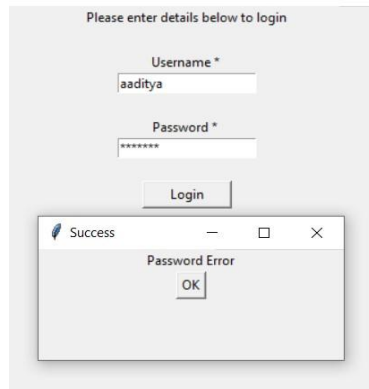 Please enter details below to login
Username *
aaditya
Password *
*******
Login
Success
Password Error
OK